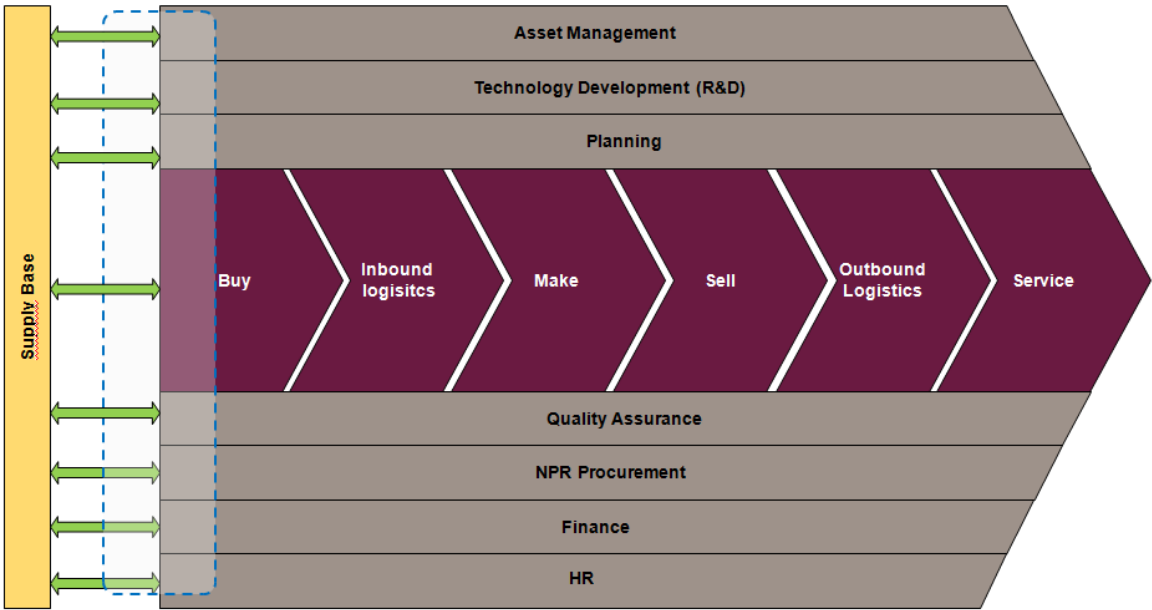 Supply Base
Asset Management
Technology Development (R&D)
Planning
Buy
Inbound
logisitcs
Make
Sell
Outbound
Logistics
Service
Quality Assurance
NPR Procurement
Finance
HR